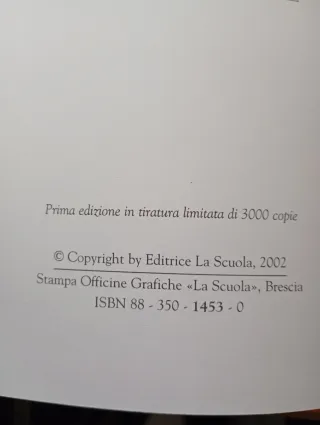 Prima edizione in tiratura limitata di 3000 copie
© Copyright by Editrice La Scuola, 2002
Stampa Officine Grafiche «La Scuola», Brescia
ISBN 88 - 350 - 1453 - 0